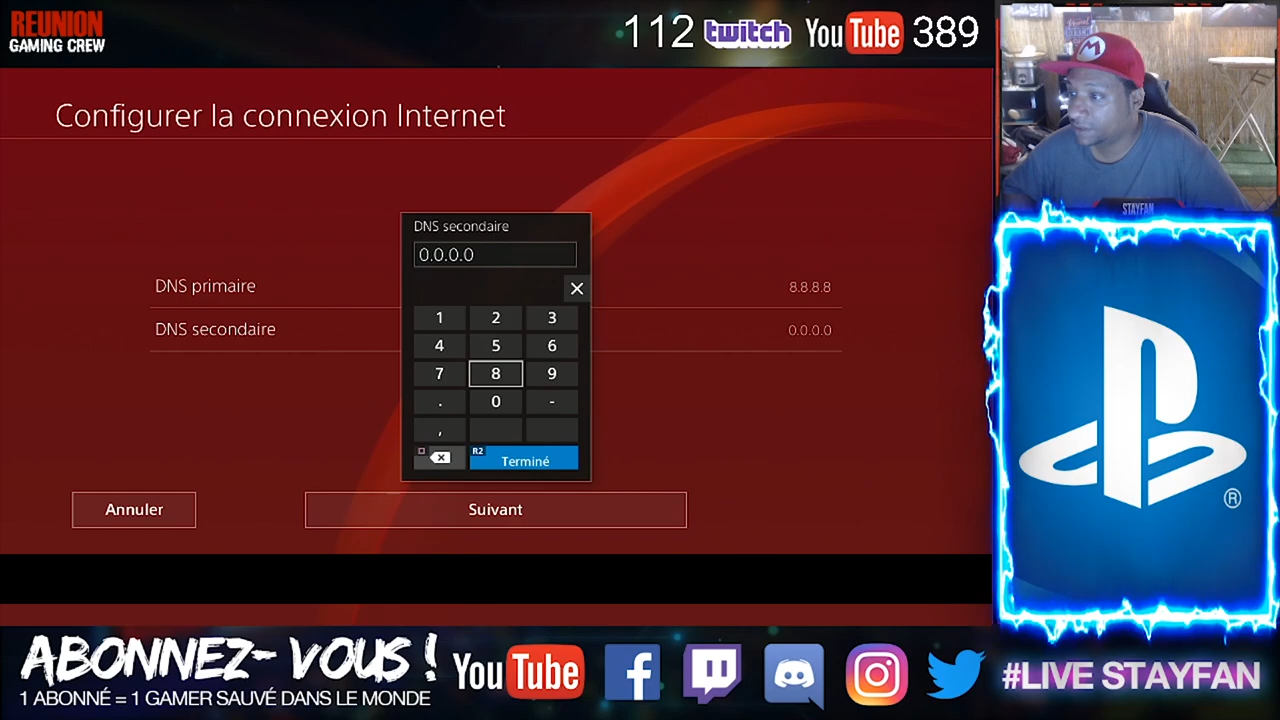 REUNION
GAMING CREW
112 twitch YouTube 389
Configurer la connexion Internet
DNS secondaire
0.0.0.0
DNS primaire
8.8.8.8
DNS secondaire
0.0.0.0
1 2 3
4 5 6
7 8 9
. 0 -
,
R2
Terminé
Annuler
Suivant
M
STAYFAN
®
ABONNEZ-VOUS !
1 ABONNÉ = 1 GAMER SAUVÉ DANS LE MONDE
YouTube
#LIVE STAYFAN